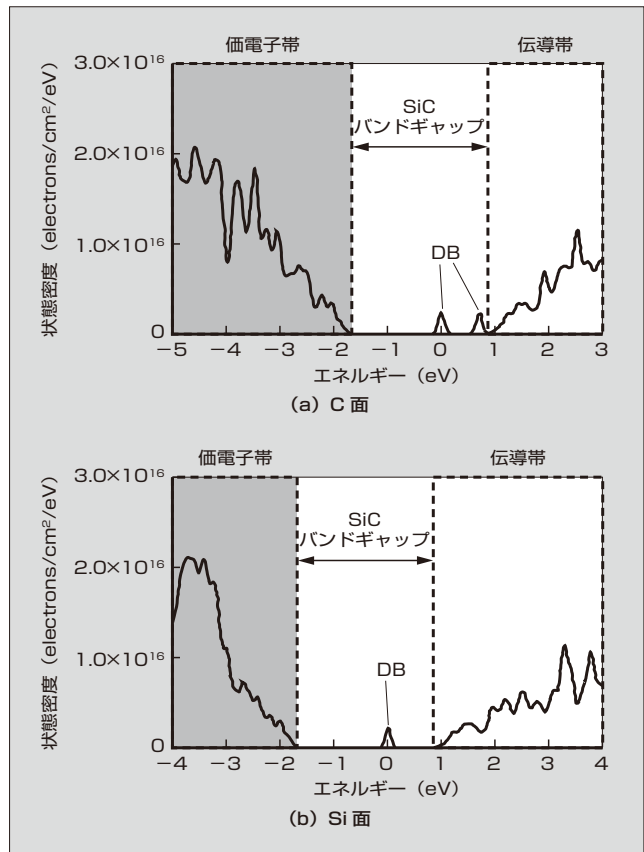 価電子帯
伝導帯
3.0×10¹⁶
2.0×10¹⁶
1.0×10¹⁶
0
状態密度（electrons/cm²/eV）
SiC
バンドギャップ
DB
−5 −4 −3 −2 −1 0 1 2 3
エネルギー（eV）
(a) C 面
価電子帯
伝導帯
3.0×10¹⁶
2.0×10¹⁶
1.0×10¹⁶
0
状態密度（electrons/cm²/eV）
SiC
バンドギャップ
DB
−4 −3 −2 −1 0 1 2 3 4
エネルギー（eV）
(b) Si 面